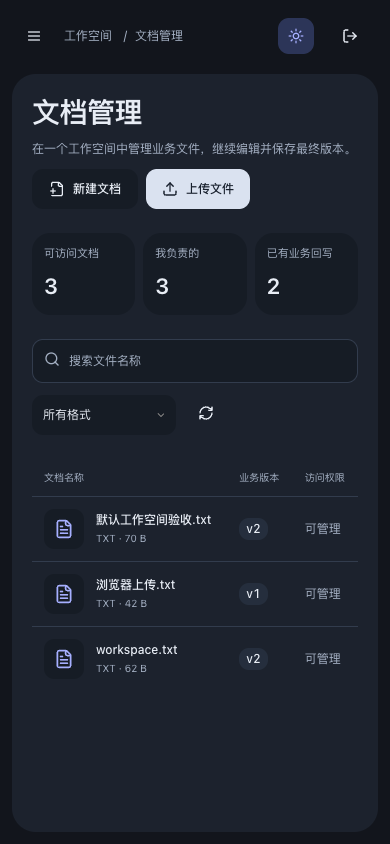 工作空间 / 文档管理
文档管理
在一个工作空间中管理业务文件，继续编辑并保存最终版本。
新建文档 上传文件
可访问文档 我负责的 已有业务回写
3 3 2
搜索文件名称
所有格式
文档名称 业务版本 访问权限
默认工作空间验收.txt v2 可管理
TXT · 70 B
浏览器上传.txt v1 可管理
TXT · 42 B
workspace.txt v2 可管理
TXT · 62 B